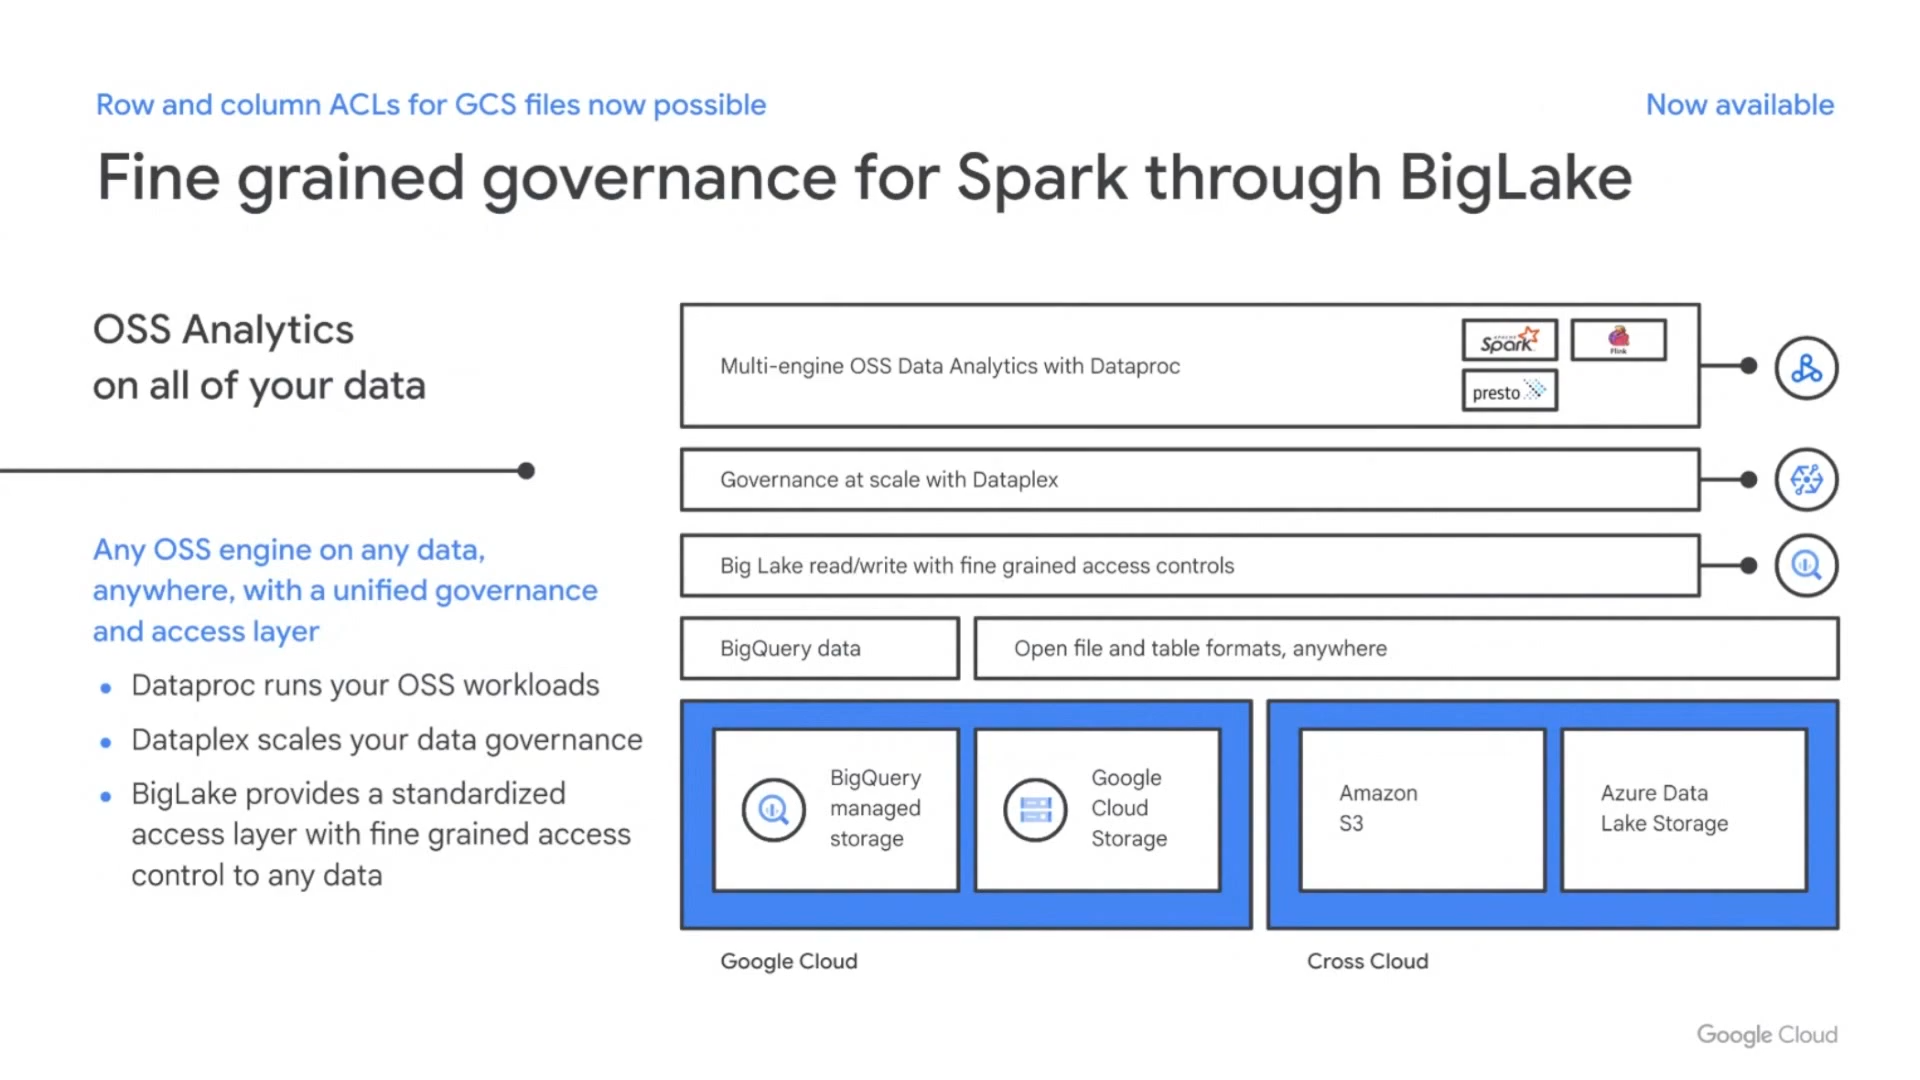 Row and column ACLs for GCS files now possible
Now available
Fine grained governance for Spark through BigLake
OSS Analytics
on all of your data
Any OSS engine on any data,
anywhere, with a unified governance
and access layer
• Dataproc runs your OSS workloads
• Dataplex scales your data governance
• BigLake provides a standardized
access layer with fine grained access
control to any data
Multi-engine OSS Data Analytics with Dataproc
APACHE
Spark
Flink
presto
Governance at scale with Dataplex
Big Lake read/write with fine grained access controls
BigQuery data
Open file and table formats, anywhere
BigQuery
managed
storage
Google
Cloud
Storage
Amazon
S3
Azure Data
Lake Storage
Google Cloud
Cross Cloud
Google Cloud